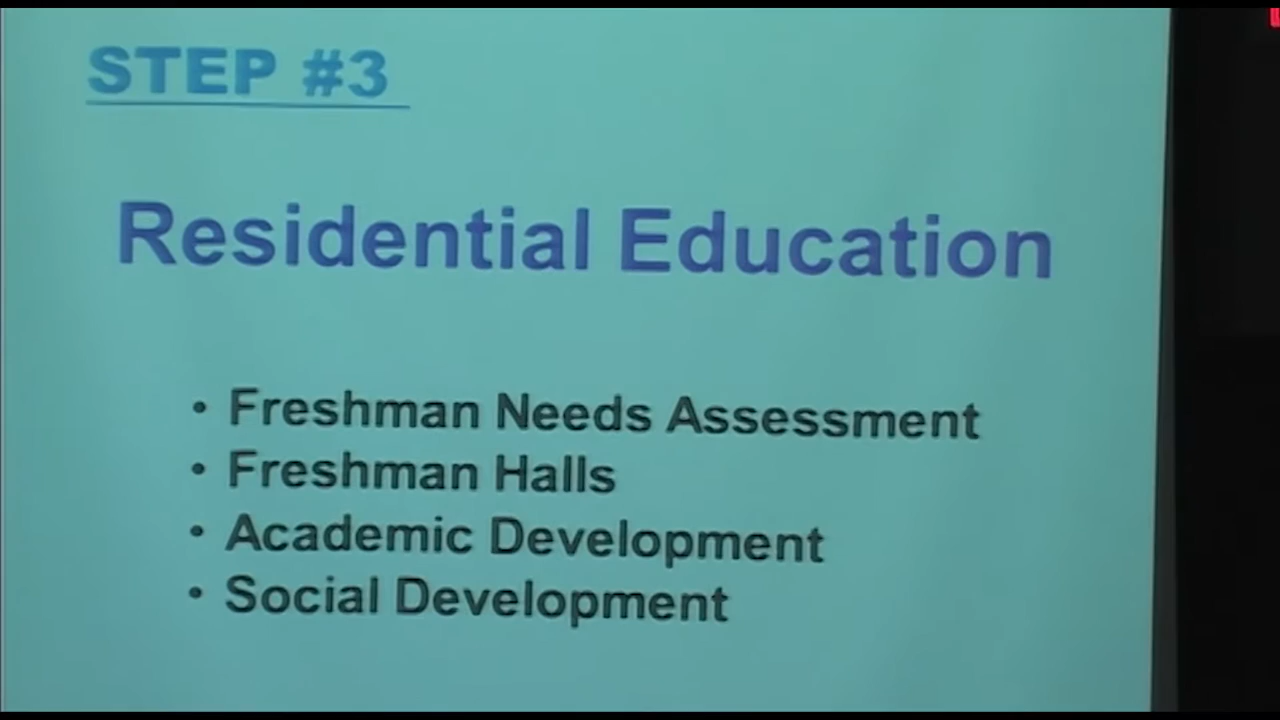 STEP #3
Residential Education
• Freshman Needs Assessment
• Freshman Halls
• Academic Development
• Social Development